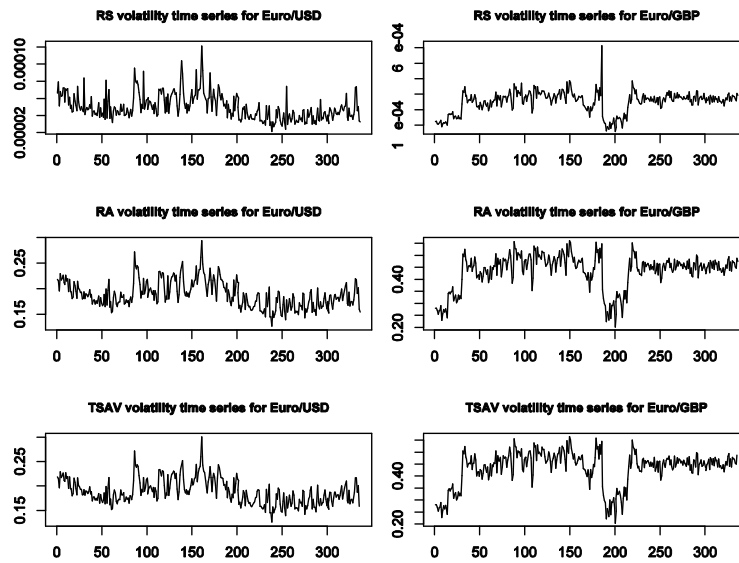 RS volatility time series for Euro/USD
0.00002 0.00010
0 50 100 150 200 250 300
RS volatility time series for Euro/GBP
1 e-04 6 e-04
0 50 100 150 200 250 300
RA volatility time series for Euro/USD
0.15 0.25
0 50 100 150 200 250 300
RA volatility time series for Euro/GBP
0.20 0.40
0 50 100 150 200 250 300
TSAV volatility time series for Euro/USD
0.15 0.25
0 50 100 150 200 250 300
TSAV volatility time series for Euro/GBP
0.20 0.40
0 50 100 150 200 250 300